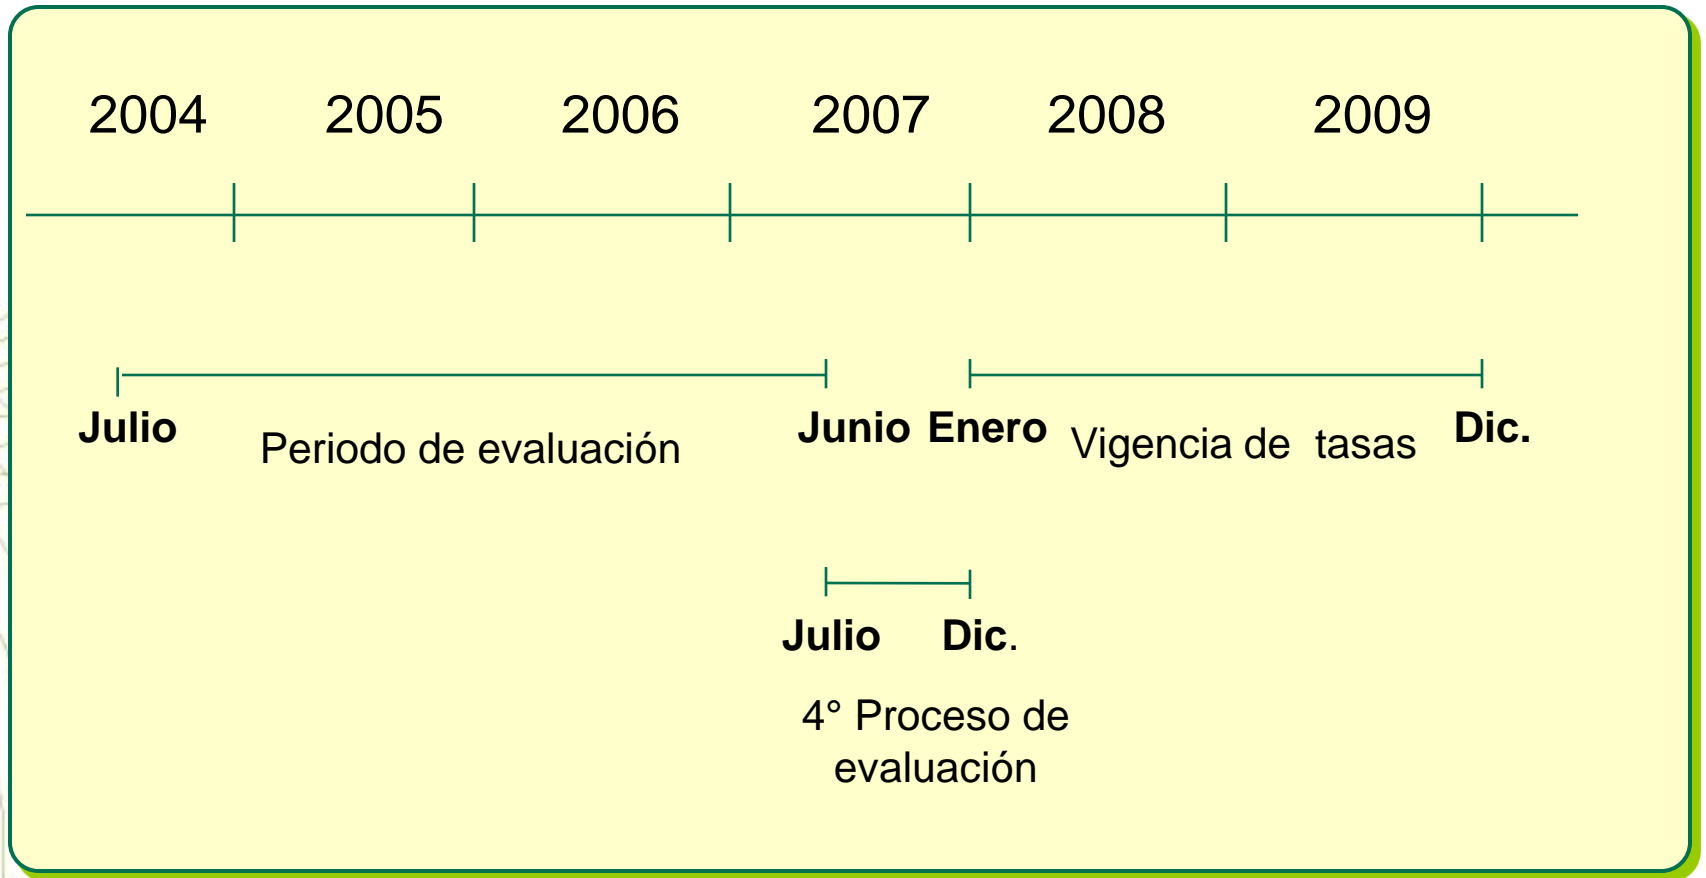 2004 2005 2006 2007 2008 2009
Julio Periodo de evaluación Junio Enero Vigencia de tasas Dic.
Julio Dic.
4° Proceso de
evaluación